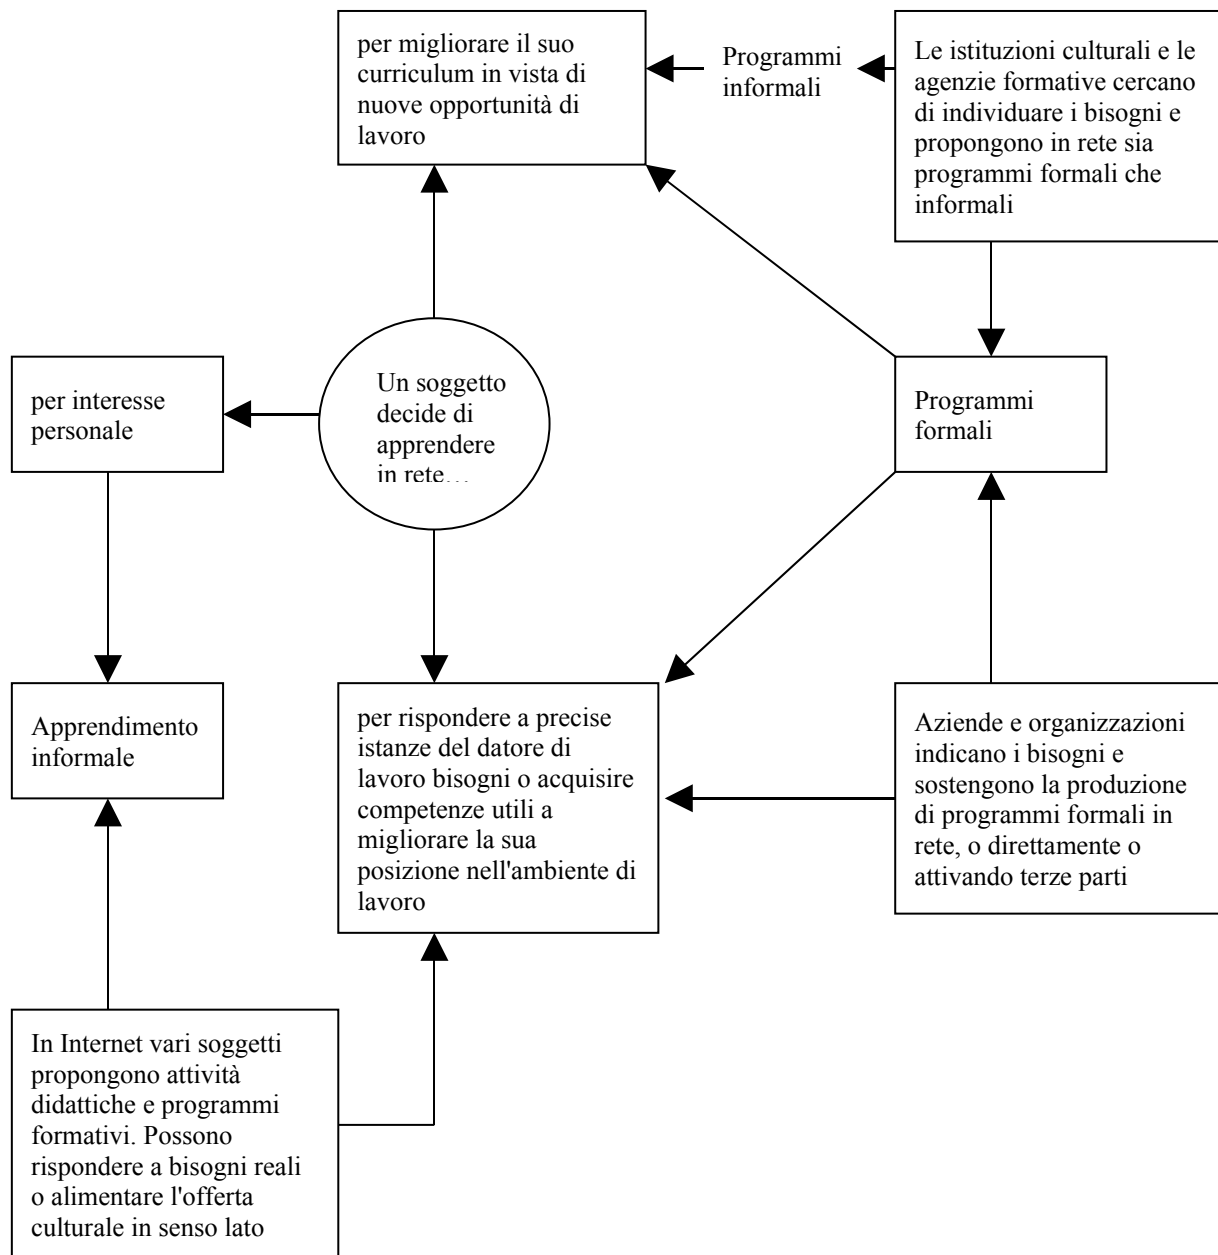 per migliorare il suo
curriculum in vista di
nuove opportunità di
lavoro
Programmi
informali
Le istituzioni culturali e le
agenzie formative cercano
di individuare i bisogni e
propongono in rete sia
programmi formali che
informali
per interesse
personale
Un soggetto
decide di
apprendere
in rete…
Programmi
formali
Apprendimento
informale
per rispondere a precise
istanze del datore di
lavoro bisogni o acquisire
competenze utili a
migliorare la sua
posizione nell'ambiente di
lavoro
Aziende e organizzazioni
indicano i bisogni e
sostengono la produzione
di programmi formali in
rete, o direttamente o
attivando terze parti
In Internet vari soggetti
propongono attività
didattiche e programmi
formativi. Possono
rispondere a bisogni reali
o alimentare l'offerta
culturale in senso lato